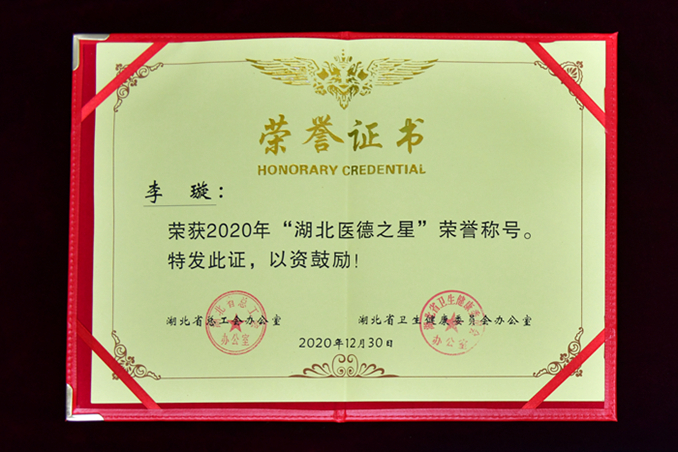 荣誉证书
HONORARY CREDENTIAL
李 璇：
荣获2020年“湖北医德之星”荣誉称号。
特发此证，以资鼓励！
湖北省总工会办公室 湖北省卫生健康委员会办公室
2020年12月30日